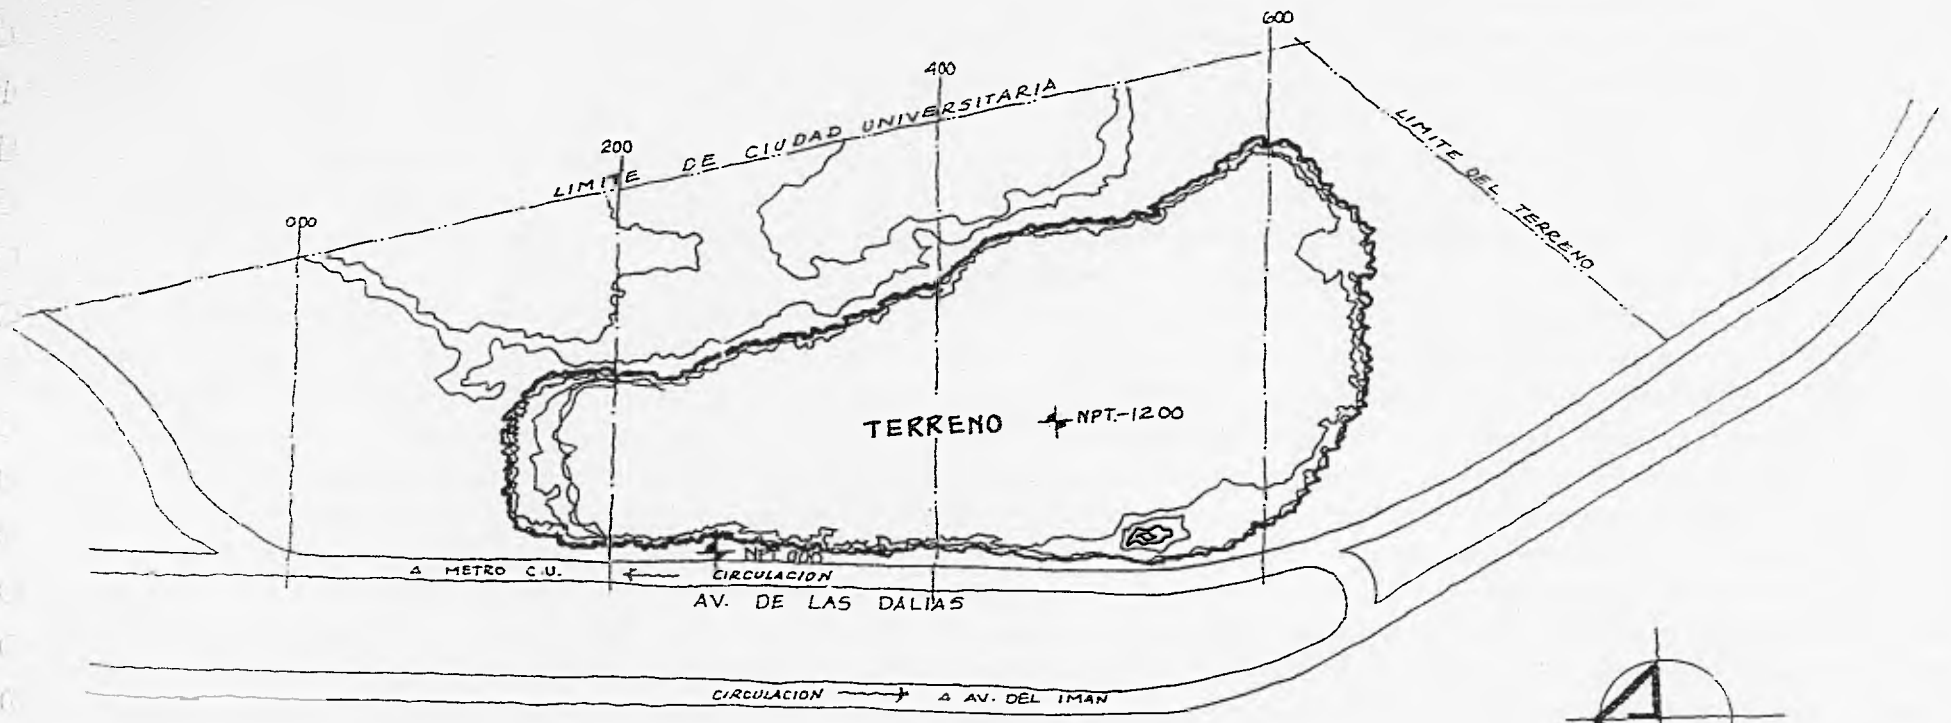 600
400
200
000
LIMITE DE CIUDAD UNIVERSITARIA
LIMITE DEL TERRENO
TERRENO
NPT.-1200
NPT. 000
A METRO C.U.
CIRCULACION
AV. DE LAS DALIAS
CIRCULACION
A AV. DEL IMAN